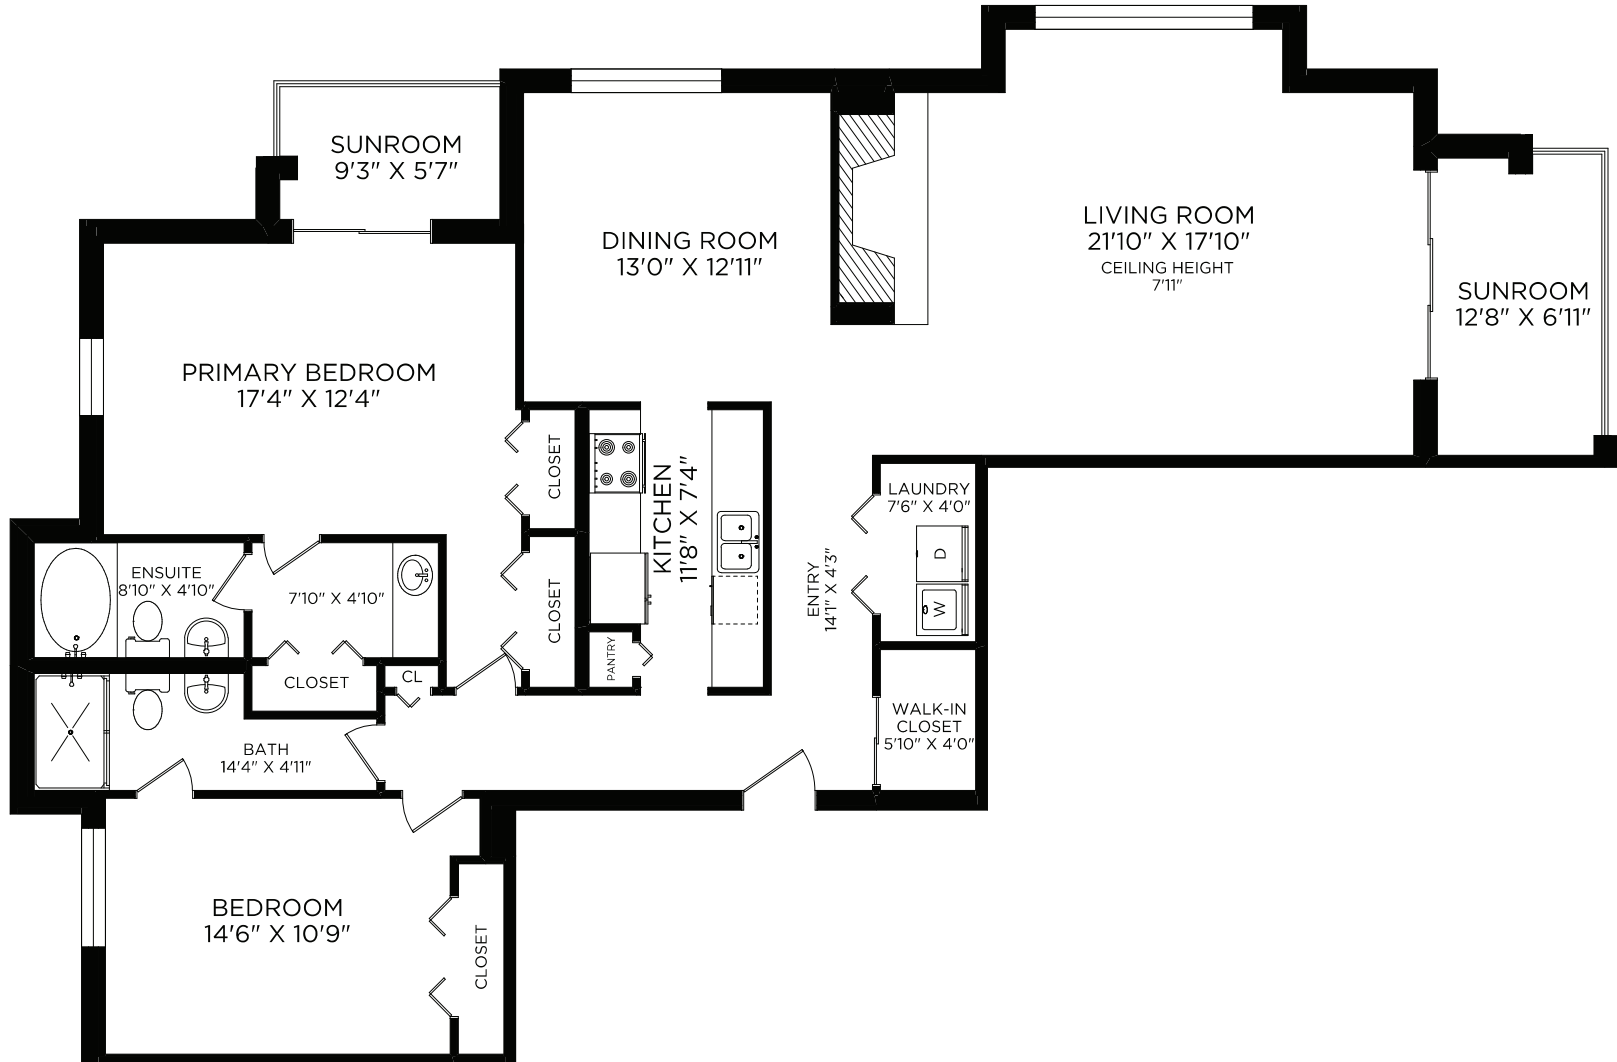 SUNROOM
9'3" X 5'7"
DINING ROOM
13'0" X 12'11"
LIVING ROOM
21'10" X 17'10"
CEILING HEIGHT
7'11"
SUNROOM
12'8" X 6'11"
PRIMARY BEDROOM
17'4" X 12'4"
CLOSET
KITCHEN
11'8" X 7'4"
LAUNDRY
7'6" X 4'0"
D
W
ENTRY
14'1" X 4'3"
ENSUITE
8'10" X 4'10"
7'10" X 4'10"
CLOSET
PANTRY
CLOSET
CL
WALK-IN
CLOSET
5'10" X 4'0"
BATH
14'4" X 4'11"
BEDROOM
14'6" X 10'9"
CLOSET